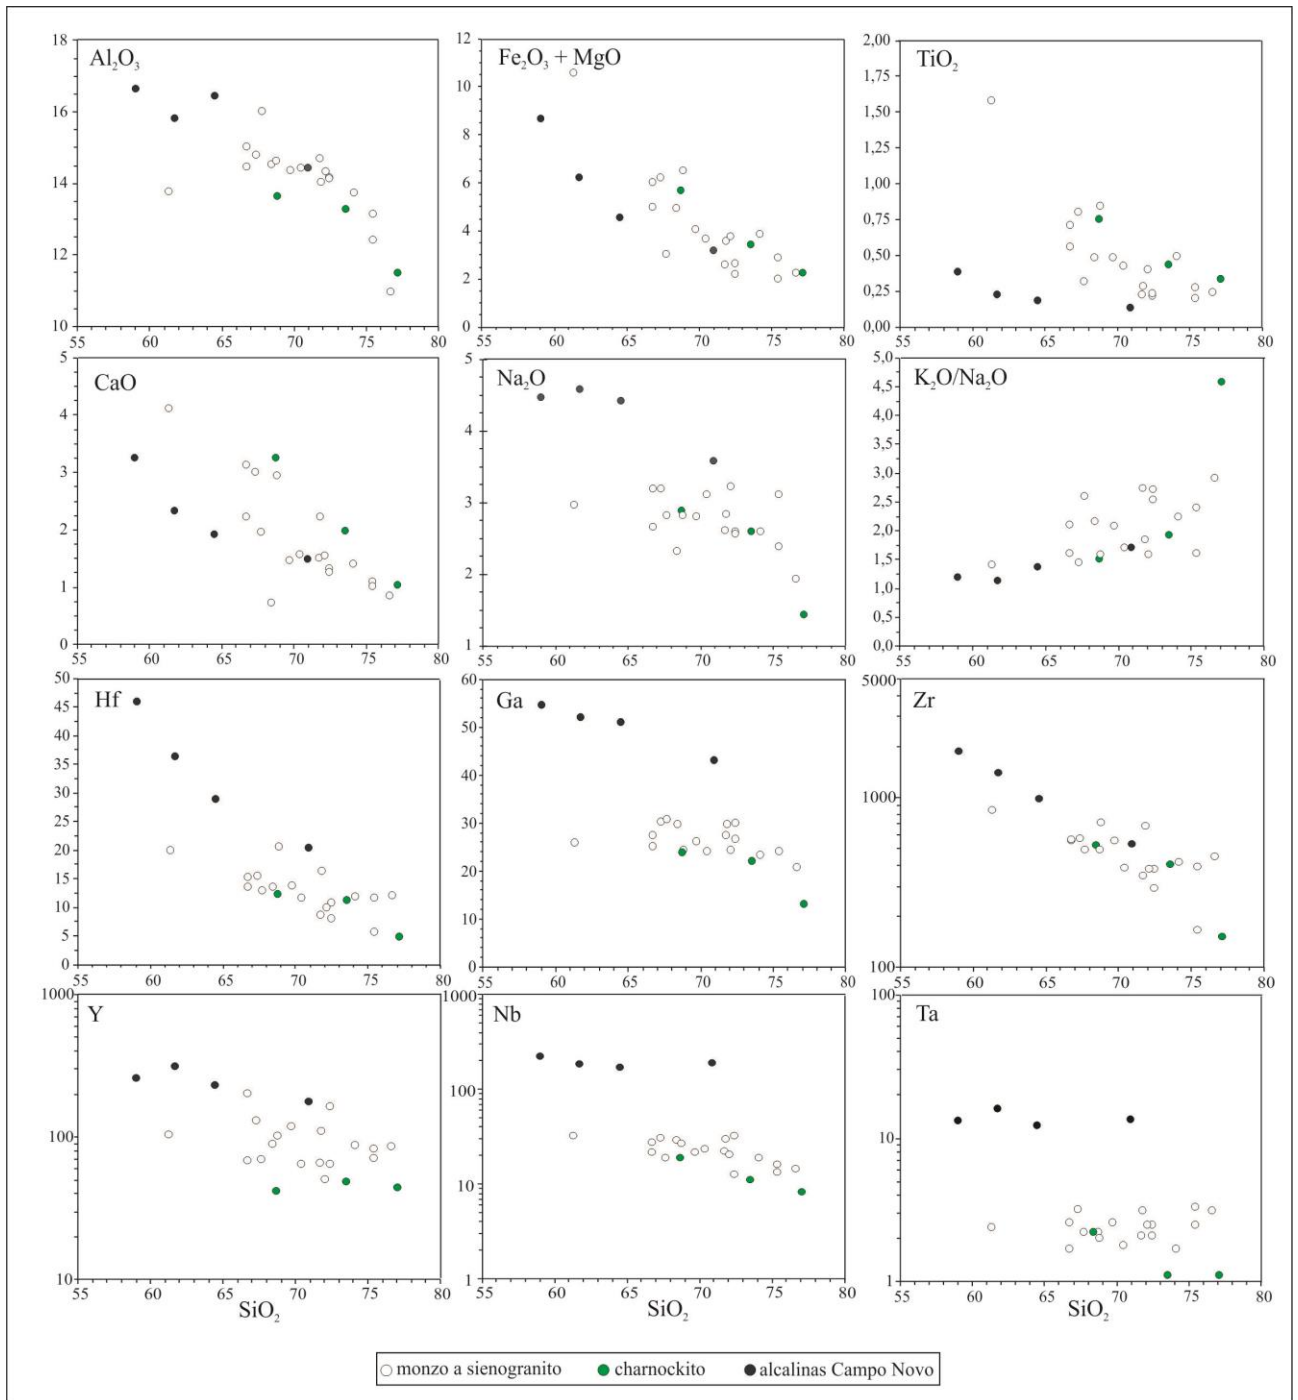 Al₂O₃
18
16
14
12
10
55 60 65 70 75 80
Fe₂O₃ + MgO
12
10
8
6
4
2
0
55 60 65 70 75 80
TiO₂
2,00
1,75
1,50
1,25
1,00
0,75
0,50
0,25
0,00
55 60 65 70 75 80
CaO
5
4
3
2
1
0
55 60 65 70 75 80
Na₂O
5
4
3
2
1
55 60 65 70 75 80
K₂O/Na₂O
5,0
4,5
4,0
3,5
3,0
2,5
2,0
1,5
1,0
0,5
0,0
55 60 65 70 75 80
Hf
50
45
40
35
30
25
20
15
10
5
0
55 60 65 70 75 80
Ga
60
50
40
30
20
10
0
55 60 65 70 75 80
Zr
5000
1000
100
55 60 65 70 75 80
Y
1000
100
10
55 60 65 70 75 80
SiO₂
Nb
1000
100
10
1
55 60 65 70 75 80
SiO₂
Ta
100
10
1
55 60 65 70 75 80
SiO₂
monzo a sienogranito charnockito alcalinas Campo Novo